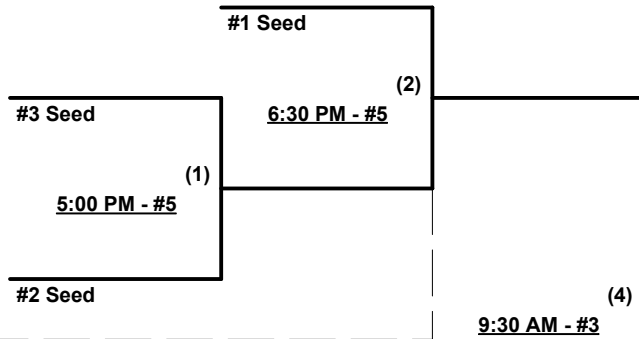 #1 Seed
(2)
#3 Seed
6:30 PM - #5
(1)
5:00 PM - #5
#2 Seed
(4)
9:30 AM - #3